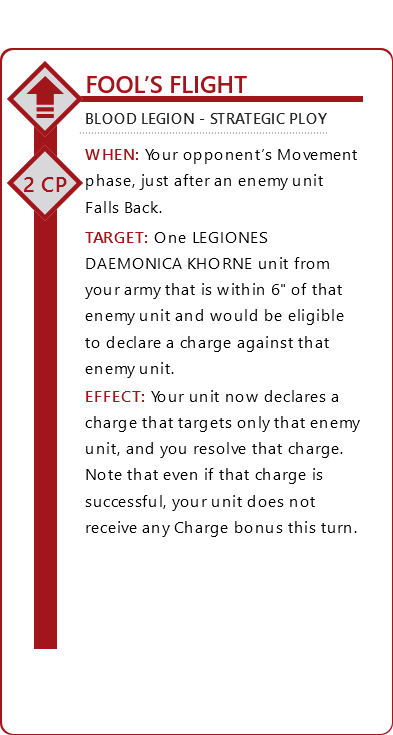 FOOL'S FLIGHT
BLOOD LEGION - STRATEGIC PLOY
WHEN: Your opponent's Movement
phase, just after an enemy unit
Falls Back.
2 CP
TARGET: One LEGIONES
DAEMONICA KHORNE unit from
your army that is within 6" of that
enemy unit and would be eligible
to declare a charge against that
enemy unit.
EFFECT: Your unit now declares a
charge that targets only that enemy
unit, and you resolve that charge.
Note that even if that charge is
successful, your unit does not
receive any Charge bonus this turn.